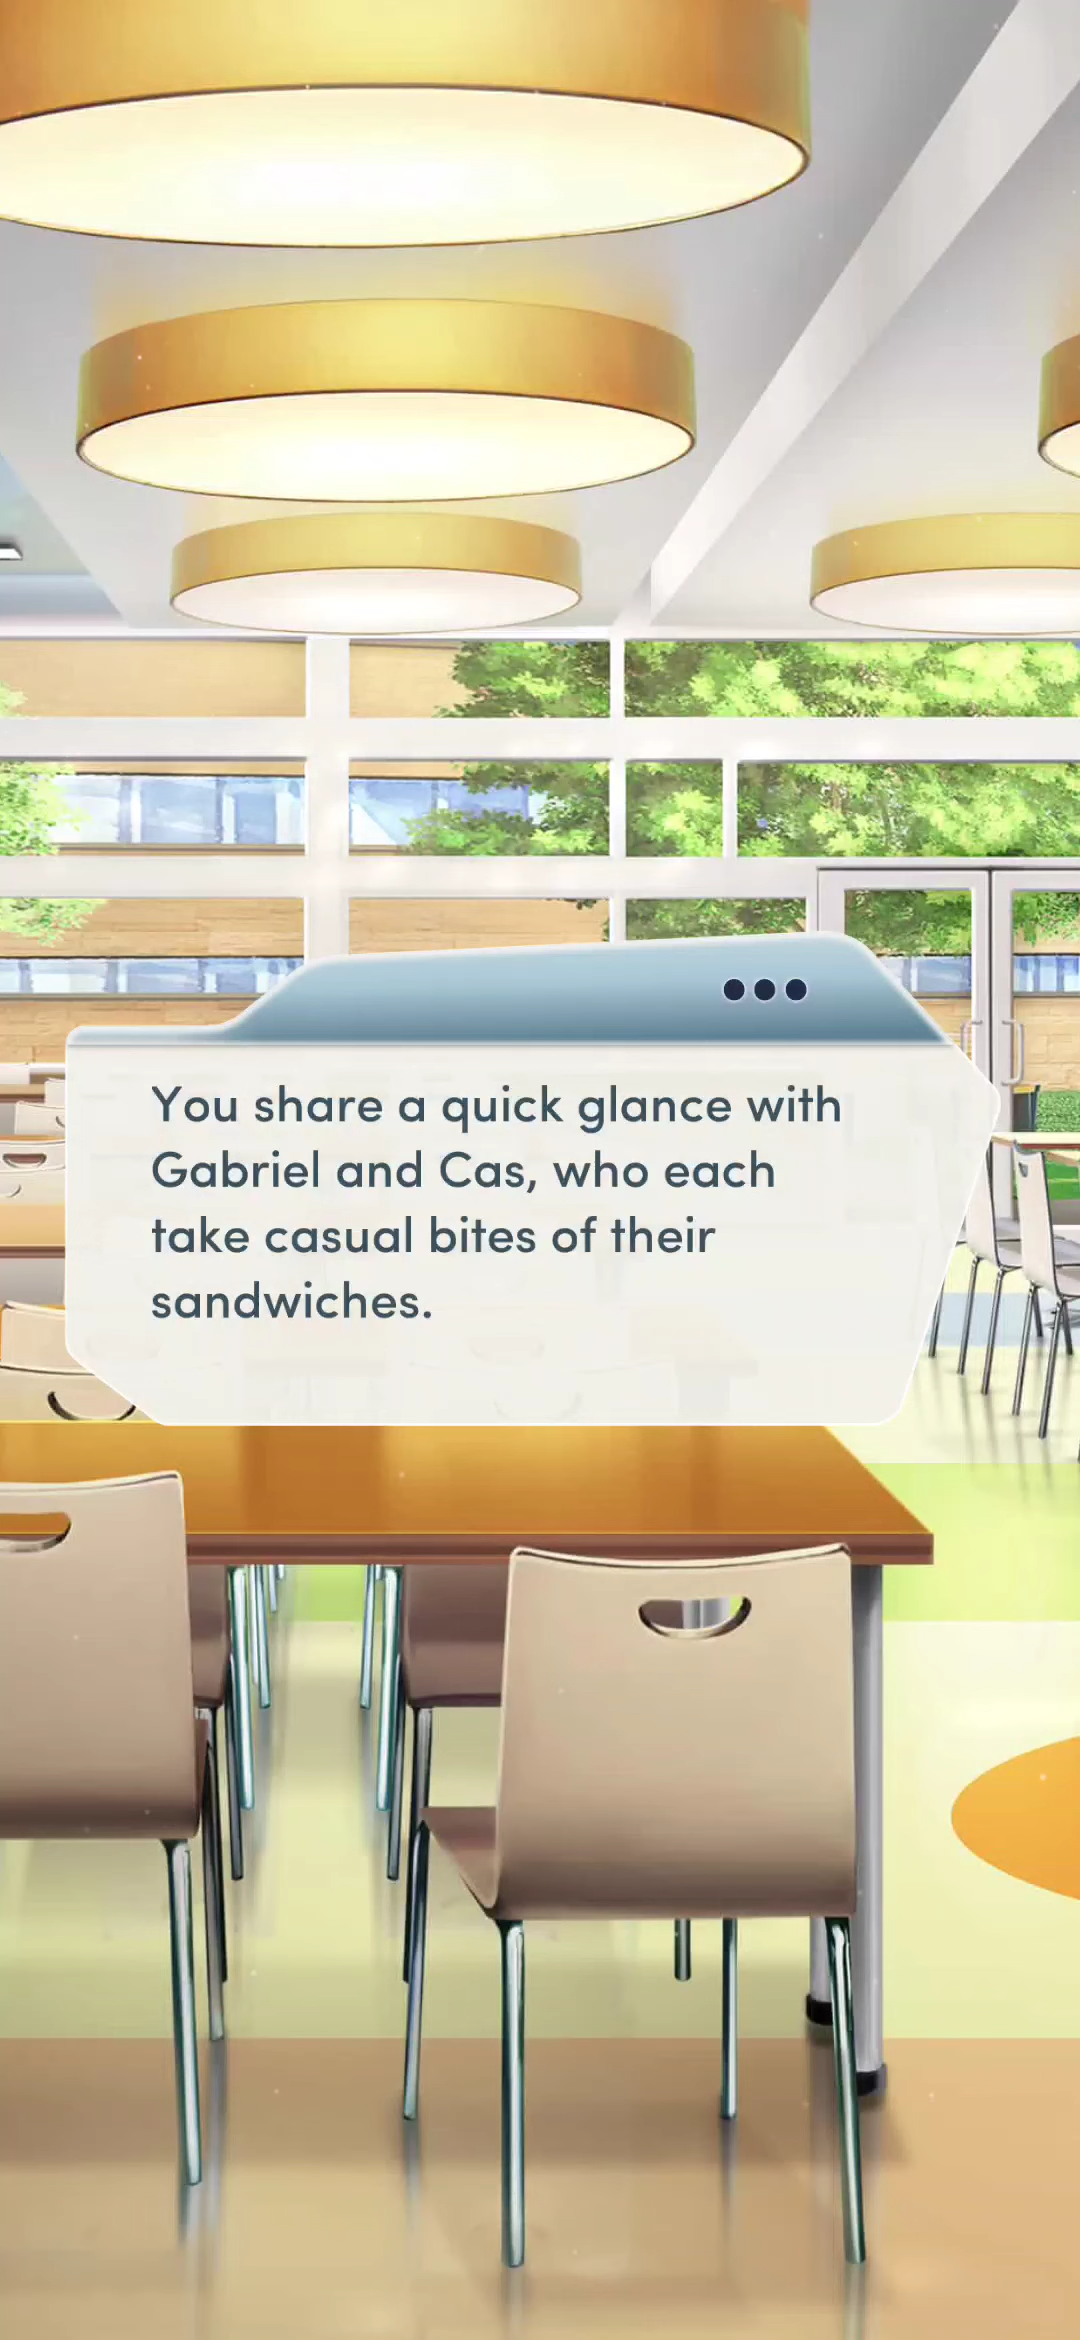 You share a quick glance with
Gabriel and Cas, who each
take casual bites of their
sandwiches.